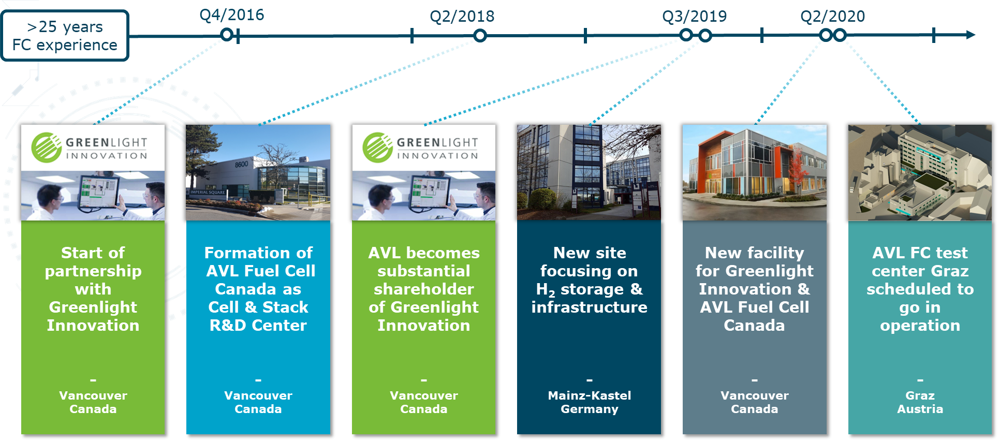 >25 years
FC experience
Q4/2016
Q2/2018
Q3/2019
Q2/2020
GREENLIGHT
INNOVATION
Start of
partnership
with
Greenlight
Innovation
-
Vancouver
Canada
8600
IMPERIAL SQUARE
Formation of
AVL Fuel Cell
Canada as
Cell & Stack
R&D Center
-
Vancouver
Canada
GREENLIGHT
INNOVATION
AVL becomes
substantial
shareholder
of Greenlight
Innovation
-
Vancouver
Canada
New site
focusing on
H₂ storage &
infrastructure
-
Mainz-Kastel
Germany
New facility
for Greenlight
Innovation &
AVL Fuel Cell
Canada
-
Vancouver
Canada
AVL FC test
center Graz
scheduled to
go in
operation
-
Graz
Austria